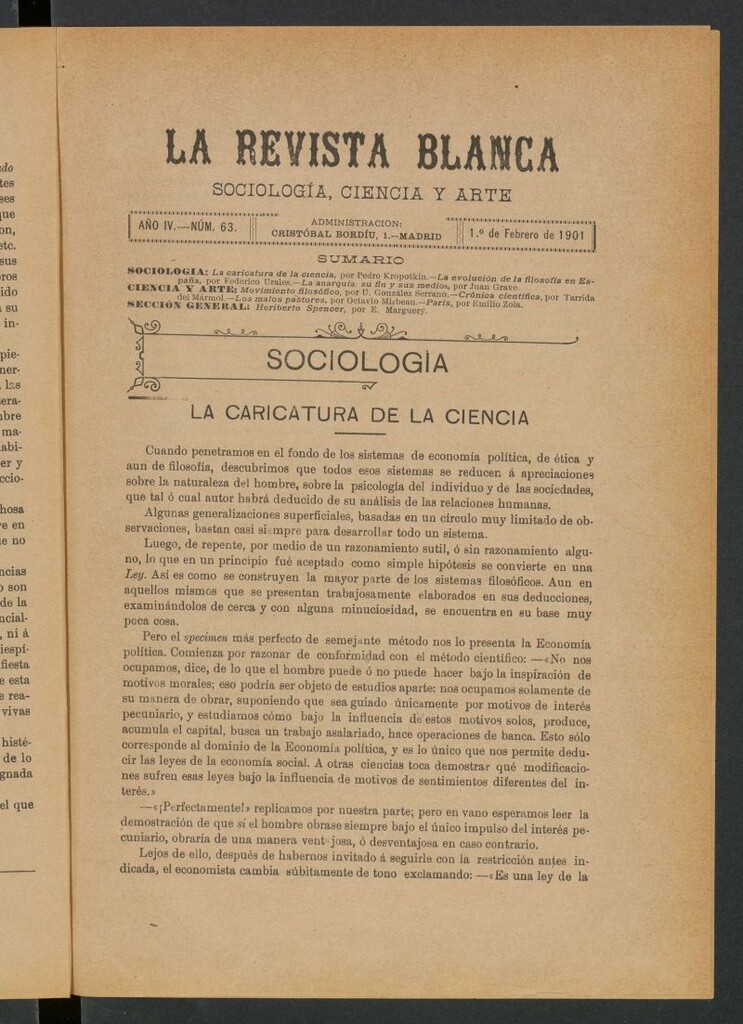 LA REVISTA BLANCA
SOCIOLOGÍA, CIENCIA Y ARTE
AÑO IV.—NÚM. 63.
ADMINISTRACION:
CRISTÓBAL BORDÍU, 1.—MADRID
1.º de Febrero de 1901
SUMARIO
SOCIOLOGIA: La caricatura de la ciencia, por Pedro Kropotkin.—La evolución de la filosofía en Es-
paña, por Federico Urales.—La anarquía: su fin y sus medios, por Juan Grave.
CIENCIA Y ARTE: Movimiento filosófico, por U. González Serrano.—Crónica científica, por Tarrida
del Mármol.—Los malos pastores, por Octavio Mirbeau.—París, por Emilio Zola.
SECCIÓN GENERAL: Heriberto Spencer, por E. Marguery.
SOCIOLOGÍA
LA CARICATURA DE LA CIENCIA
Cuando penetramos en el fondo de los sistemas de economía política, de ética y
aun de filosofía, descubrimos que todos esos sistemas se reducen á apreciaciones
sobre la naturaleza del hombre, sobre la psicología del individuo y de las sociedades,
que tal ó cual autor habrá deducido de su análisis de las relaciones humanas.
Algunas generalizaciones superficiales, basadas en un círculo muy limitado de ob-
servaciones, bastan casi siempre para desarrollar todo un sistema.
Luego, de repente, por medio de un razonamiento sutil, ó sin razonamiento algu-
no, lo que en un principio fué aceptado como simple hipótesis se convierte en una
Ley. Así es como se construyen la mayor parte de los sistemas filosóficos. Aun en
aquellos mismos que se presentan trabajosamente elaborados en sus deducciones,
examinándolos de cerca y con alguna minuciosidad, se encuentra en su base muy
poca cosa.
Pero el specimen más perfecto de semejante método nos lo presenta la Economía
política. Comienza por razonar de conformidad con el método científico: —«No nos
ocupamos, dice, de lo que el hombre puede ó no puede hacer bajo la inspiración de
motivos morales; eso podría ser objeto de estudios aparte: nos ocupamos solamente de
su manera de obrar, suponiendo que sea guiado únicamente por motivos de interés
pecuniario, y estudiamos cómo bajo la influencia de estos motivos solos, produce,
acumula el capital, busca un trabajo asalariado, hace operaciones de banca. Esto sólo
corresponde al dominio de la Economía política, y es lo único que nos permite dedu-
cir las leyes de la economía social. A otras ciencias toca demostrar qué modificacio-
nes sufren esas leyes bajo la influencia de motivos de sentimientos diferentes del in-
terés.»
—«¡Perfectamente!» replicamos por nuestra parte; pero en vano esperamos leer la
demostración de que si el hombre obrase siempre bajo el único impulso del interés pe-
cuniario, obraría de una manera ventajosa, ó desventajosa en caso contrario.
Lejos de ello, después de habernos invitado á seguirle con la restricción antes in-
dicada, el economista cambia súbitamente de tono exclamando: —«Es una ley de la